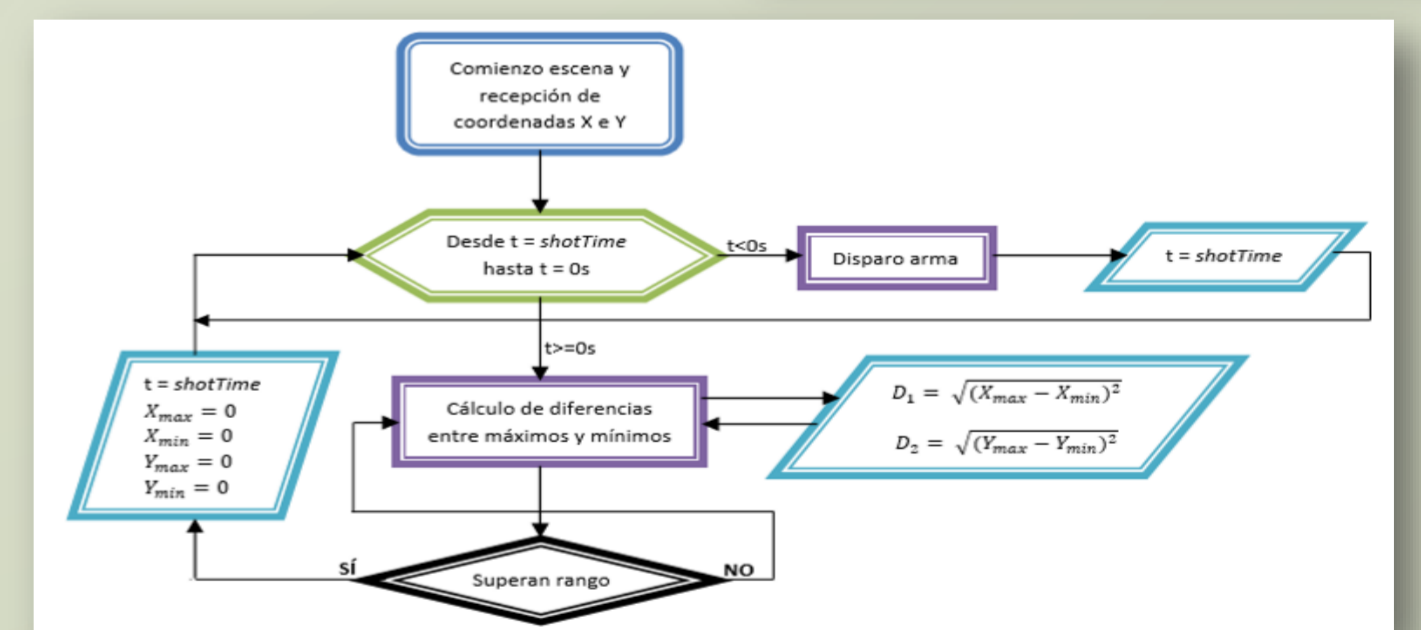 Comienzo escena y
recepción de
coordenadas X e Y
Desde t = shotTime
hasta t = 0s
t<0s
Disparo arma
t = shotTime
t>=0s
t = shotTime
X_max = 0
X_min = 0
Y_max = 0
Y_min = 0
Cálculo de diferencias
entre máximos y mínimos
D₁ = √(X_max − X_min)²
D₂ = √(Y_max − Y_min)²
SÍ
Superan rango
NO